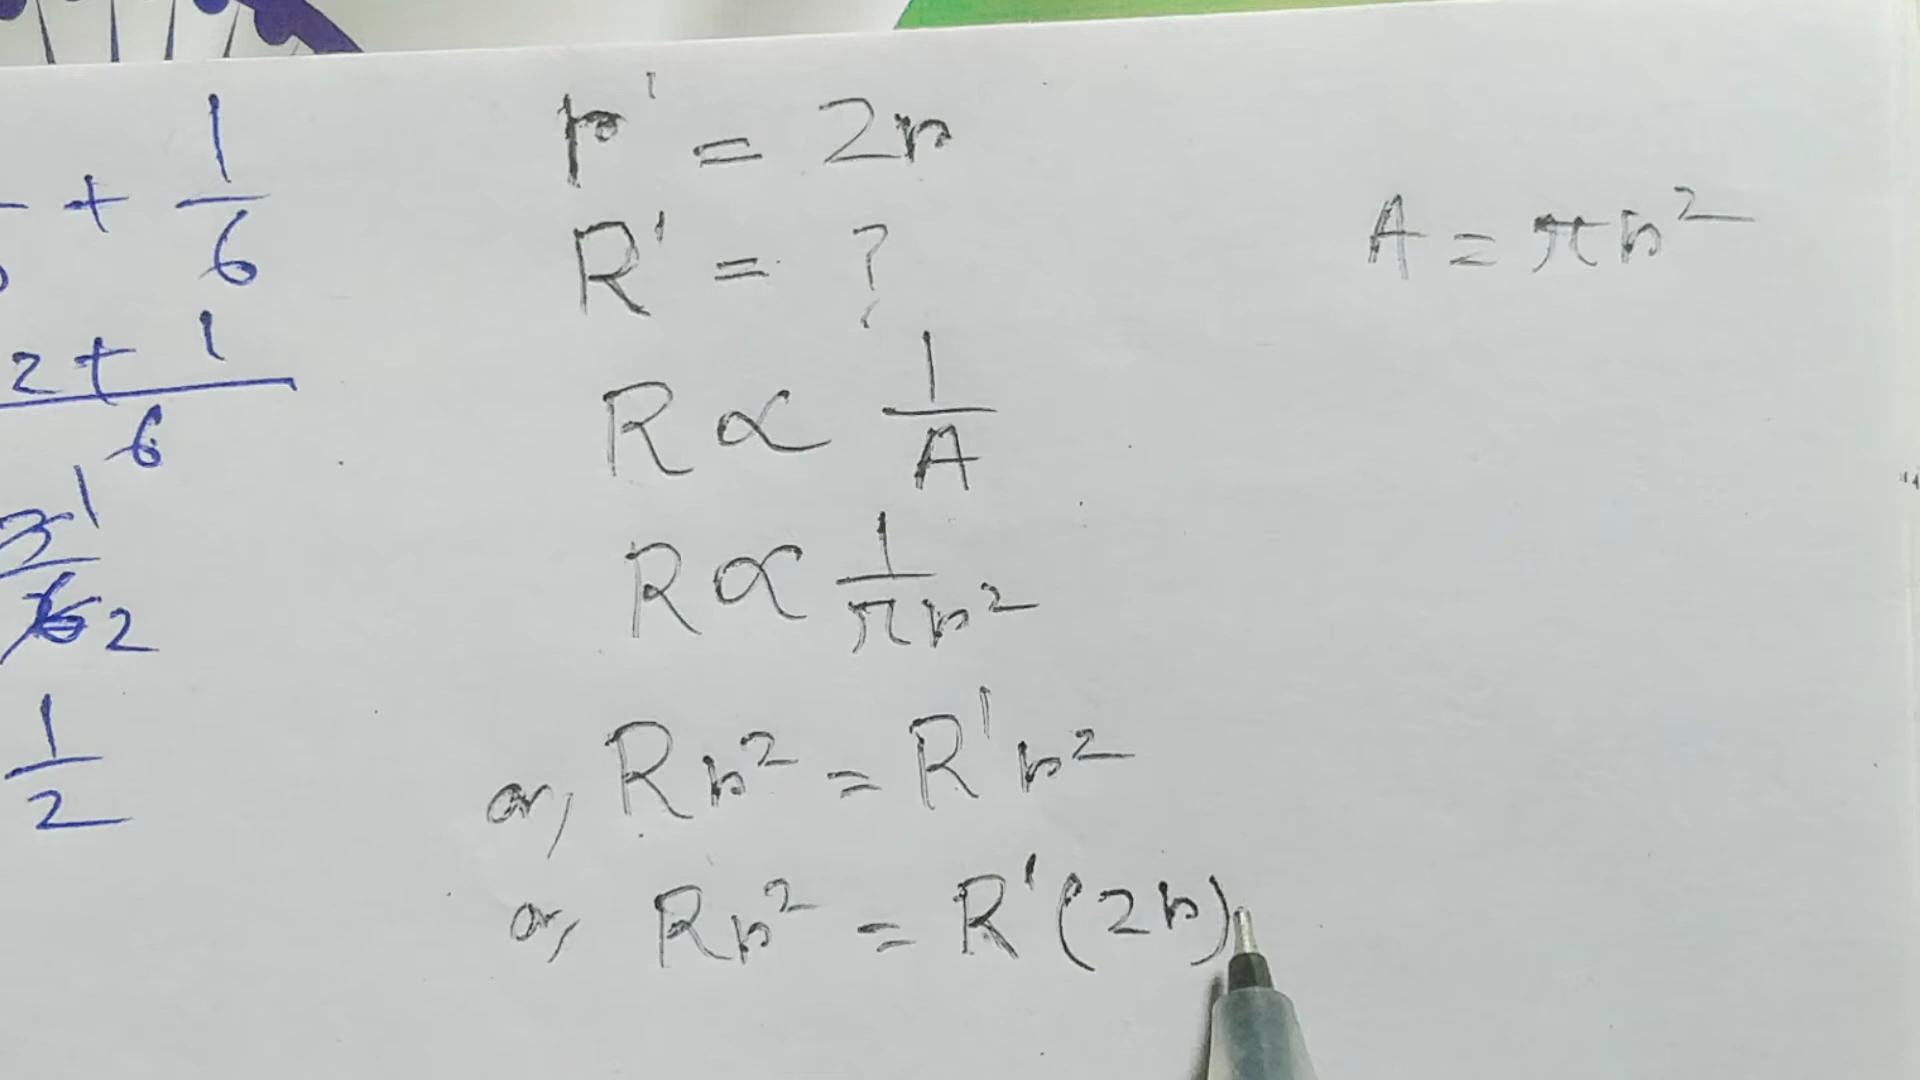 + 1/6
2 + 1
6
3 1
6 2
1/2
r' = 2r
R' = ?
R ∝ 1/A
R ∝ 1/πr²
or, Rr² = R'r²
or, Rr² = R'(2r)
A = πr²